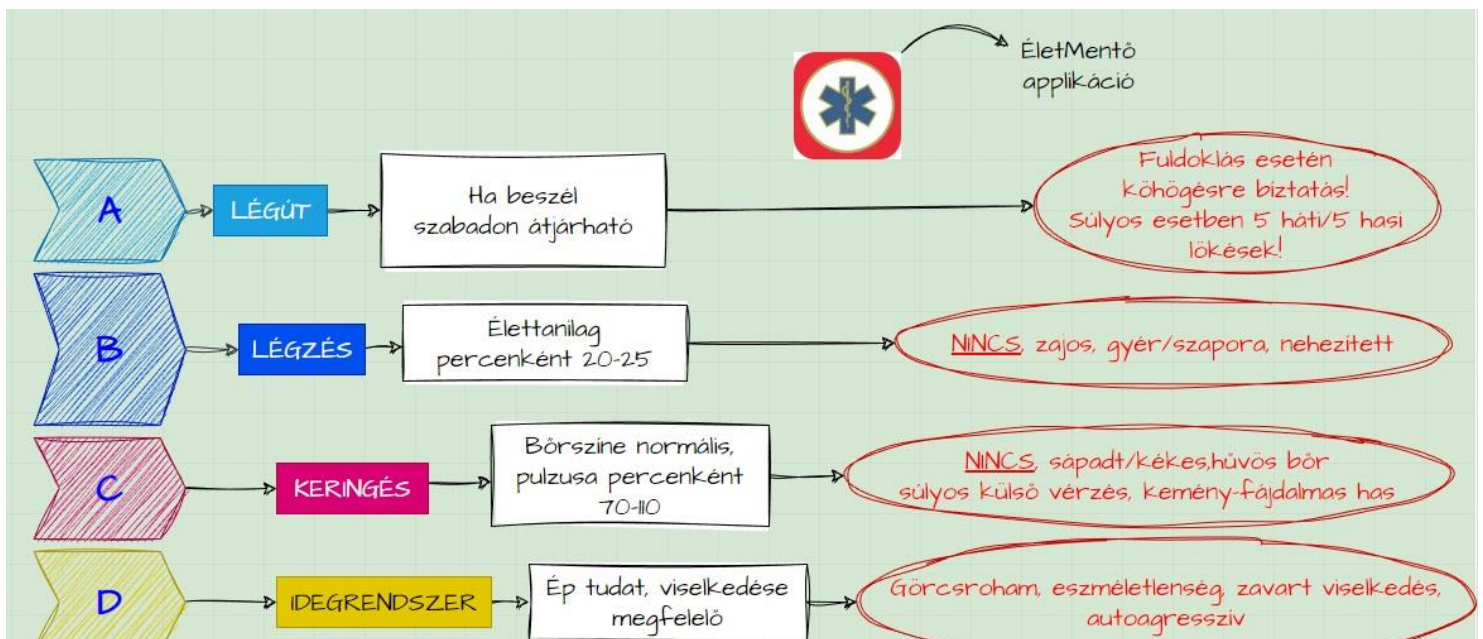 ÉletMentő
applikáció
A
LÉGÚT
Ha beszél
szabadon átjárható
Fuldoklás esetén
köhögésre biztatás!
Súlyos esetben 5 háti/5 hasi
lökések!
B
LÉGZÉS
Élettanilag
percenként 20-25
NINCS, zajos, gyér/szapora, nehezített
C
KERINGÉS
Bőrszíne normális,
pulzusa percenként
70-110
NINCS, sápadt/kékes,hűvös bőr
súlyos külső vérzés, kemény-fájdalmas has
D
IDEGRENDSZER
Ép tudat, viselkedése
megfelelő
Görcsroham, eszméletlenség, zavart viselkedés,
autoagresszív